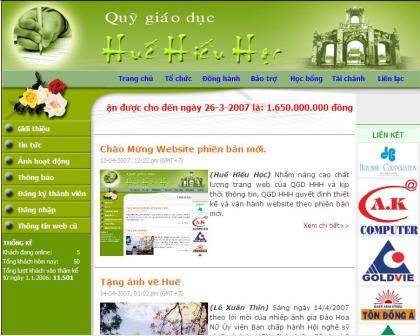 Quỹ giáo dục
Huế Hiếu Học
Trang chủ Tổ chức Đồng hành Bảo trợ Học bổng Tài chánh Liên lạc
ận được cho đến ngày 26-3-2007 là: 1.650.000.000 đồng
Giới thiệu
Tin tức
Ảnh hoạt động
Thông báo
Đăng ký thành viên
Đăng nhập
Thông tin web cũ
THỐNG KÊ
Khách đang online: 5
Tổng khách hôm nay: 50
Tổng lượt khách vào thăm kể
từ ngày 1.1.2006: 11.501
Chào Mừng Website phiên bản mới.
13-04-2007, 12:22 pm (GMT+7)
(Huế Hiếu Học) Nhằm nâng cao chất
lượng trang web của QGD HHH và kịp
thời thông tin, QGD HHH quyết định thiết
kế và vận hành website theo phiên bản
mới.
Xem chi tiết>>
Tặng ảnh về Huế
14-04-2007, 01:02 pm (GMT+7)
(Lê Xuân Thìn) Sáng ngày 14/4/2007
theo lời mời của nhiếp ảnh gia Đào Hoa
NỮ Ủy viên Ban chấp hành Hội nghệ sỹ
LIÊN KẾT
A.K
COMPUTER
GOLDVIE
TÔN ĐÔNG Á